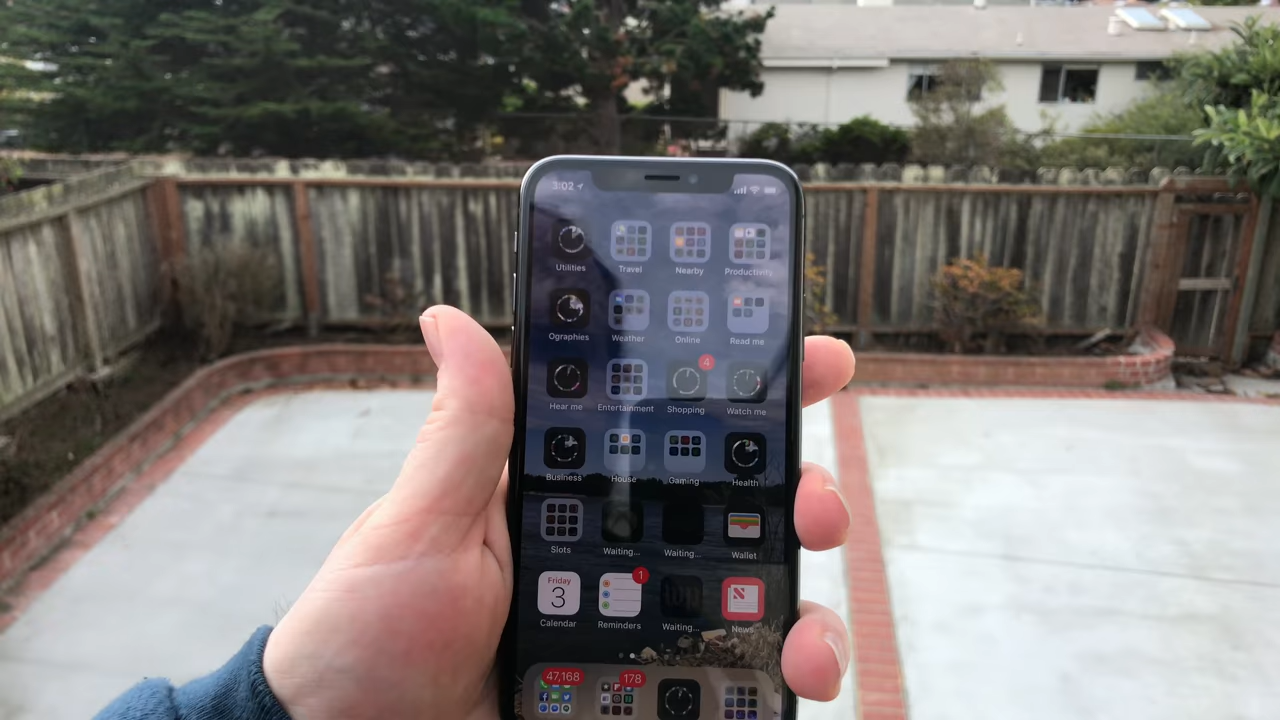 3:02
Utilities Travel Nearby Productivity
Ographies Weather Online Read me
4
Hear me Entertainment Shopping Watch me
Business House Gaming Health
Slots Waiting... Waiting... Wallet
Friday
3
1
Calendar Reminders Waiting... News
47,168 178